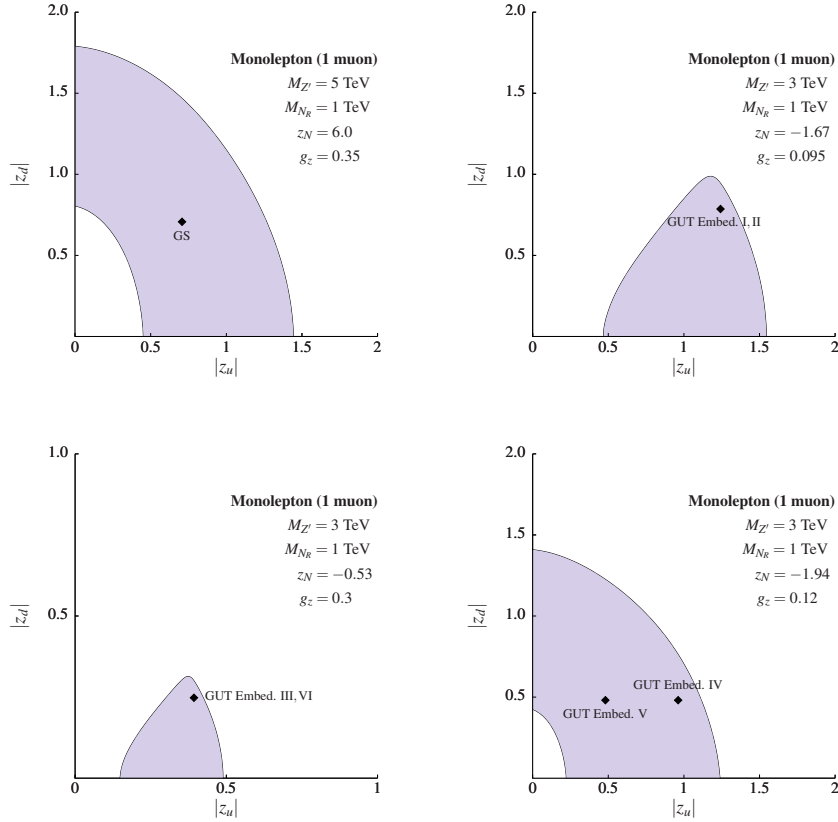 2.0
1.5
1.0
0.5
|z_d|
0
0.5
1
1.5
2
|z_u|
Monolepton (1 muon)
M_{Z'} = 5 TeV
M_{N_R} = 1 TeV
z_N = 6.0
g_z = 0.35
GS
2.0
1.5
1.0
0.5
|z_d|
0
0.5
1
1.5
2
|z_u|
Monolepton (1 muon)
M_{Z'} = 3 TeV
M_{N_R} = 1 TeV
z_N = −1.67
g_z = 0.095
GUT Embed. I,II
1.0
0.5
|z_d|
0
0.5
1
|z_u|
Monolepton (1 muon)
M_{Z'} = 3 TeV
M_{N_R} = 1 TeV
z_N = −0.53
g_z = 0.3
GUT Embed. III,VI
2.0
1.5
1.0
0.5
|z_d|
0
0.5
1
1.5
2
|z_u|
Monolepton (1 muon)
M_{Z'} = 3 TeV
M_{N_R} = 1 TeV
z_N = −1.94
g_z = 0.12
GUT Embed. IV
GUT Embed. V